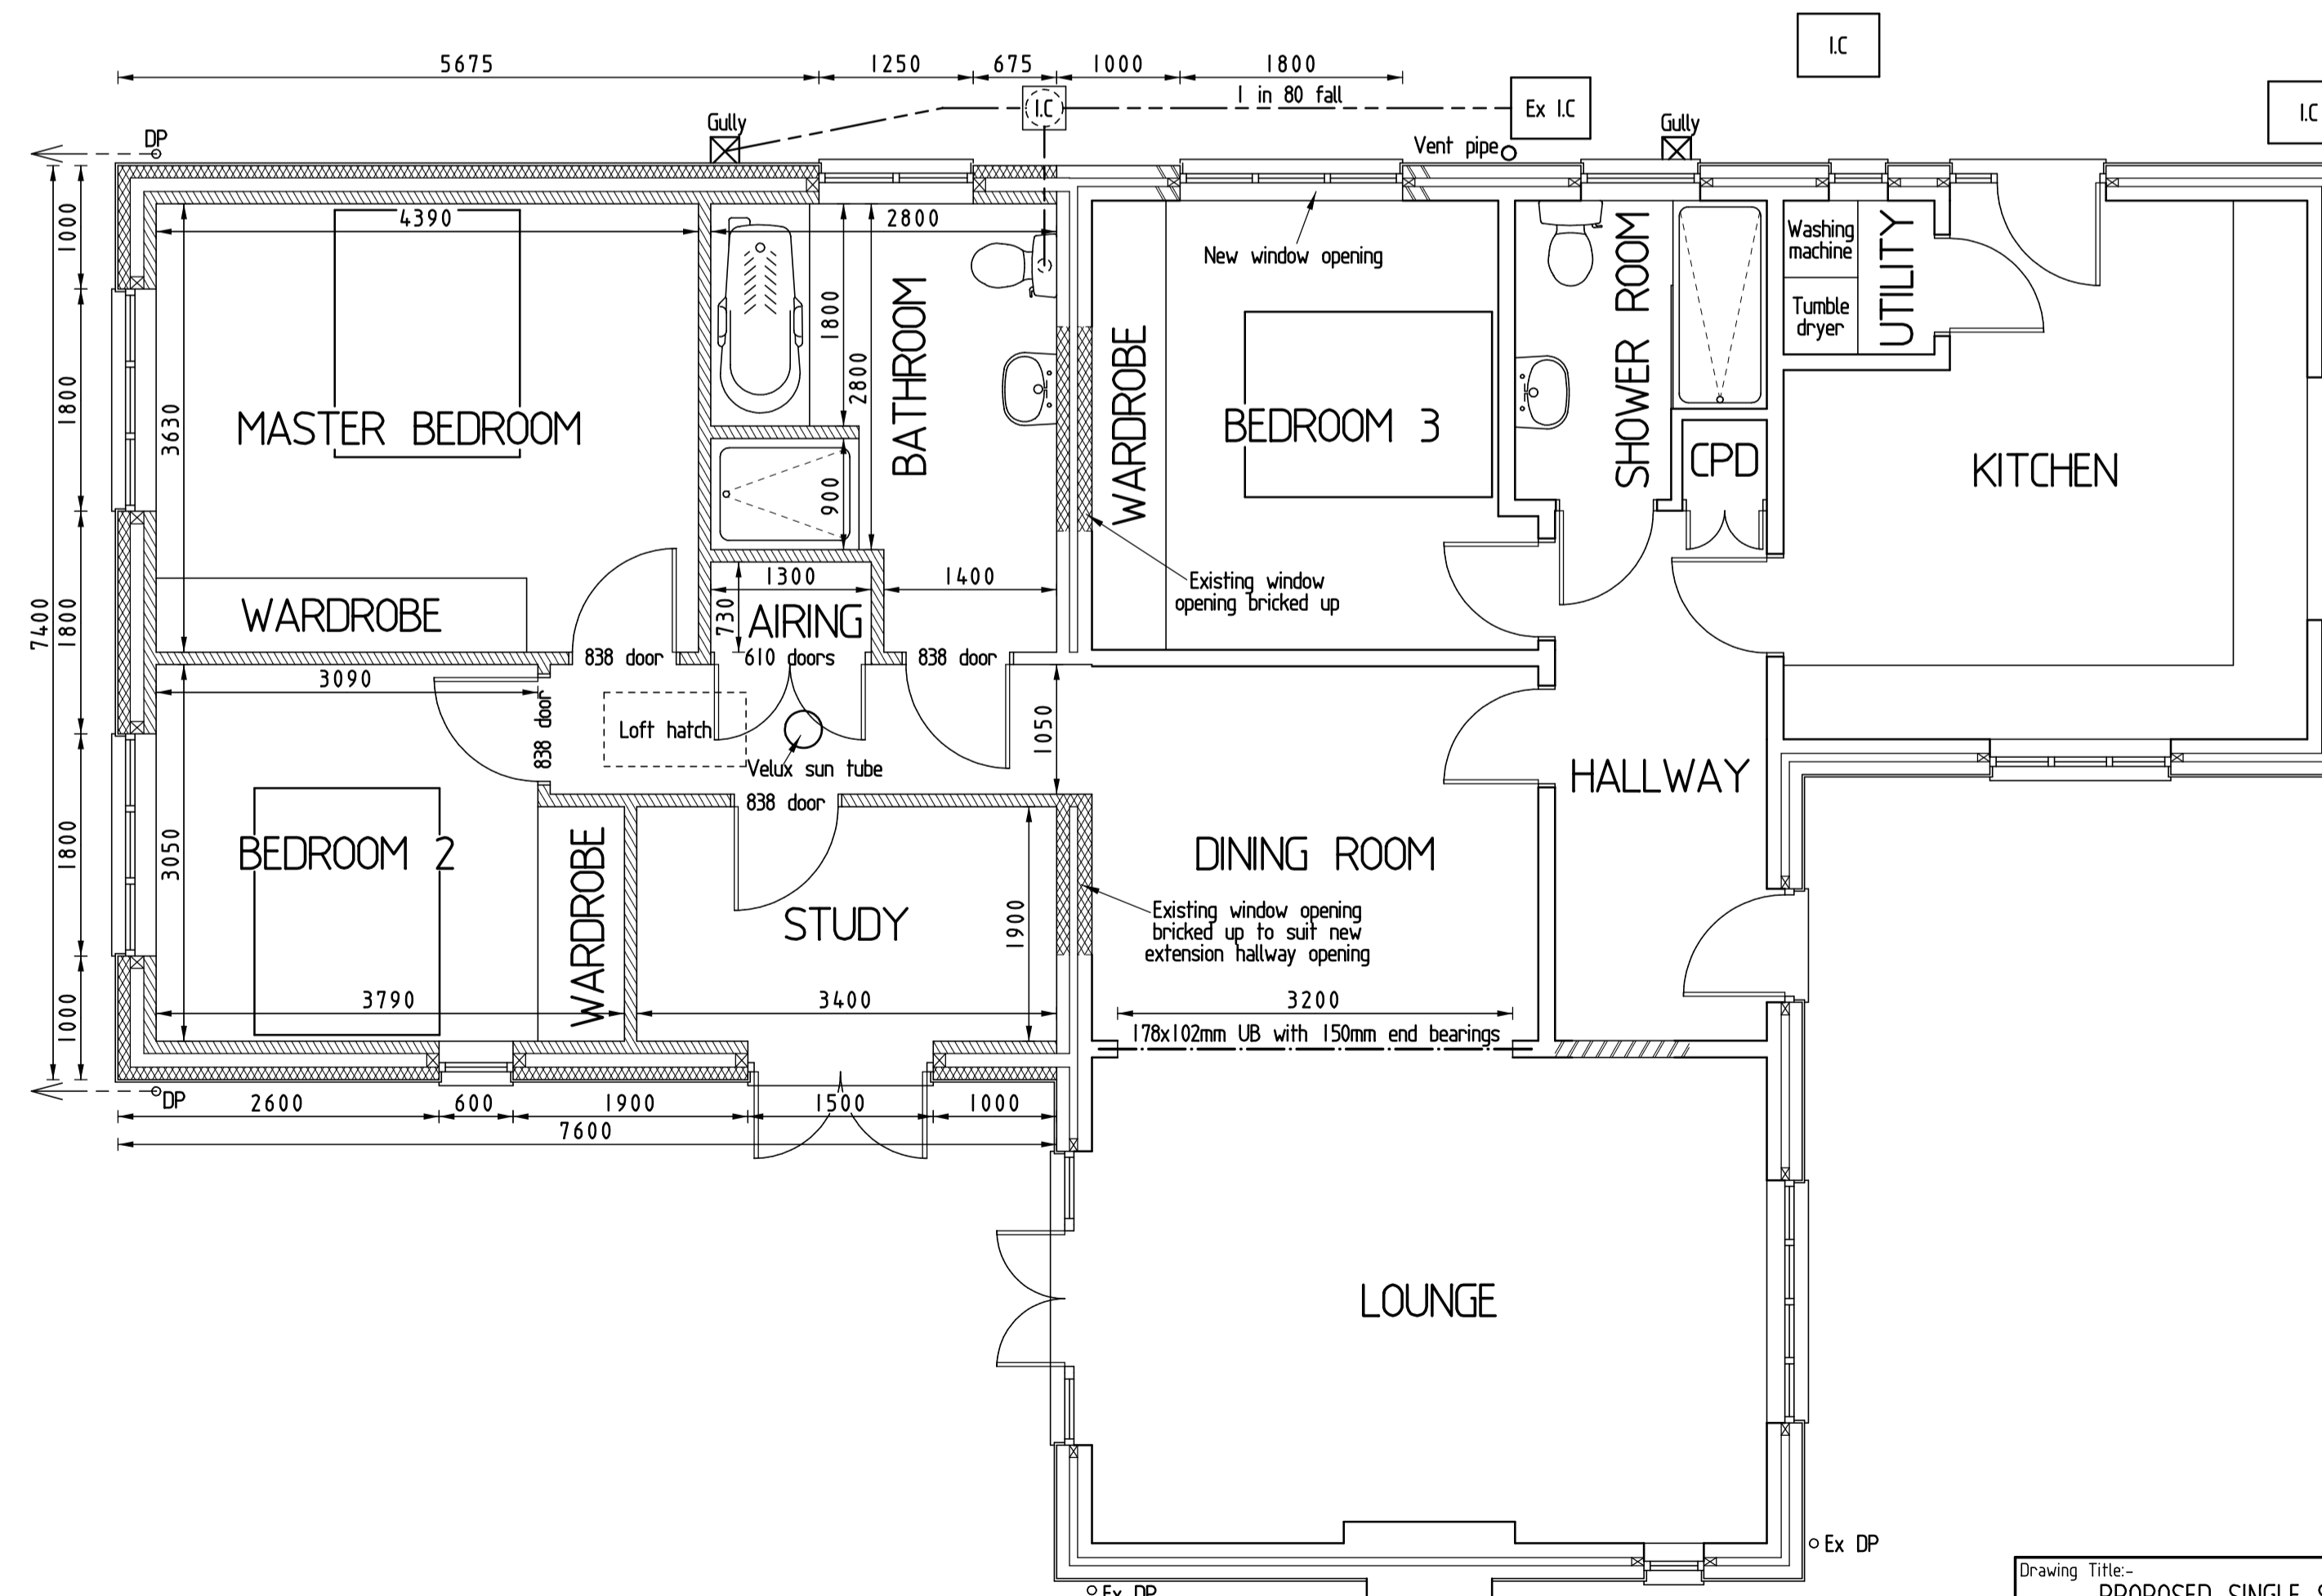 I.C
5675
1250
675
1000
1800
I.C
1 in 80 fall
Ex I.C
I.C
Gully
Gully
DP
Vent pipe
1000
4390
2800
New window opening
Washing
machine
Tumble
dryer
UTILITY
SHOWER ROOM
BATHROOM
1800
2800
1800
3630
MASTER BEDROOM
WARDROBE
BEDROOM 3
CPD
KITCHEN
900
1300
1400
Existing window
opening bricked up
730
AIRING
WARDROBE
7400
1800
838 door
610 doors
838 door
3090
838 door
Loft hatch
1050
Velux sun tube
838 door
HALLWAY
1800
3050
BEDROOM 2
WARDROBE
STUDY
1900
DINING ROOM
Existing window opening
bricked up to suit new
extension hallway opening
1000
3790
3400
3200
178x102mm UB with 150mm end bearings
DP
2600
600
1900
1500
1000
7600
LOUNGE
Ex DP
Ex DP
Drawing Title:-
PROPOSED SINGLE